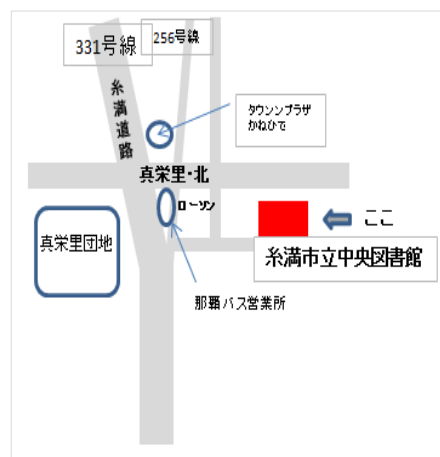 331号線
256号線
糸満道路
タウンンプラザ
かねひで
真栄里・北
ローソン
ここ
真栄里団地
糸満市立中央図書館
那覇バス営業所